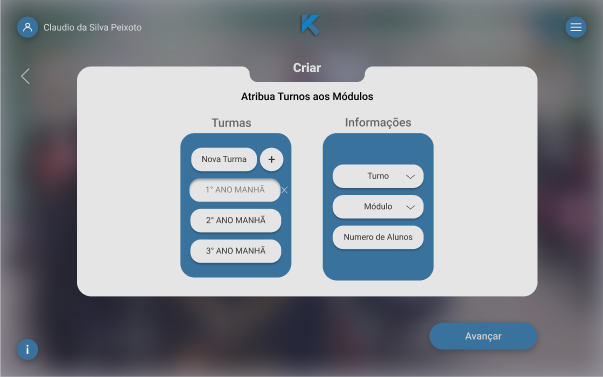 Claudio da Silva Peixoto
Criar
Atribua Turnos aos Módulos
Turmas
Nova Turma +
1° ANO MANHÃ ×
2° ANO MANHÃ
3° ANO MANHÃ
Informações
Turno
Módulo
Numero de Alunos
Avançar
i